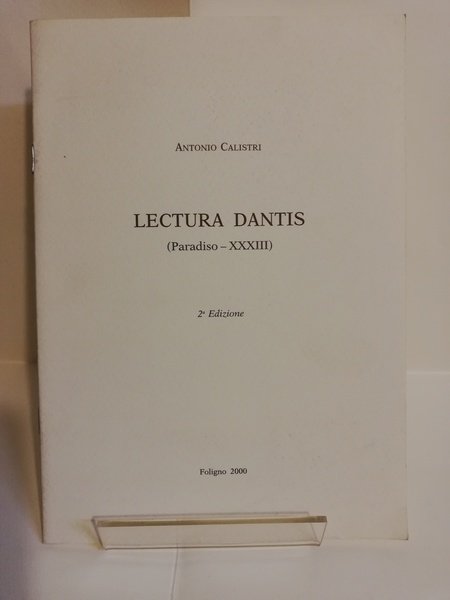 ANTONIO CALISTRI
LECTURA DANTIS
(Paradiso – XXXIII)
2ª Edizione
Foligno 2000